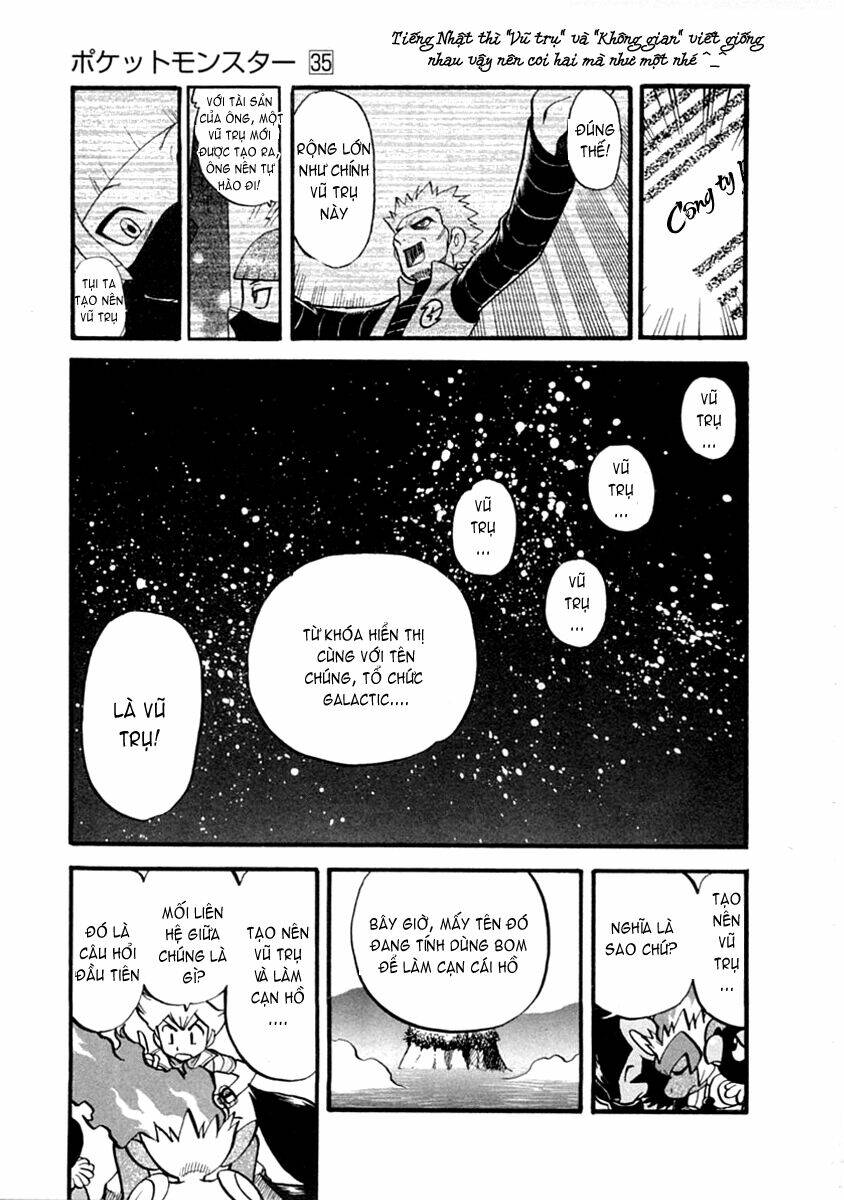 Tiếng Nhật thì "Vũ trụ" và "Không gian" viết giống
nhau vậy nên coi hai mà như một nhé ^_^
ポケットモンスター 35
Công ty
ĐÚNG
THẾ!
RỘNG LỚN
NHƯ CHÍNH
VŨ TRỤ
NÀY
VỚI TÀI SẢN
CỦA ÔNG, MỘT
VŨ TRỤ MỚI
ĐƯỢC TẠO RA,
ÔNG NÊN TỰ
HÀO ĐI!
TỤI TA
TẠO NÊN
VŨ TRỤ
VŨ
TRỤ
...
VŨ
TRỤ
...
VŨ
TRỤ
...
VŨ
TRỤ
...
TỪ KHÓA HIỂN THỊ
CÙNG VỚI TÊN
CHÚNG, TỔ CHỨC
GALACTIC....
LÀ VŨ
TRỤ!
TẠO
NÊN
VŨ
TRỤ
...
NGHĨA LÀ
SAO CHỨ?
BÂY GIỜ, MẤY TÊN ĐÓ
ĐANG TÍNH DÙNG BOM
ĐỂ LÀM CẠN CÁI HỒ
TẠO NÊN
VŨ TRỤ
VÀ LÀM
CẠN HỒ
....
MỐI LIÊN
HỆ GIỮA
CHÚNG LÀ
GÌ?
ĐÓ LÀ
CÂU HỎI
ĐẦU TIÊN